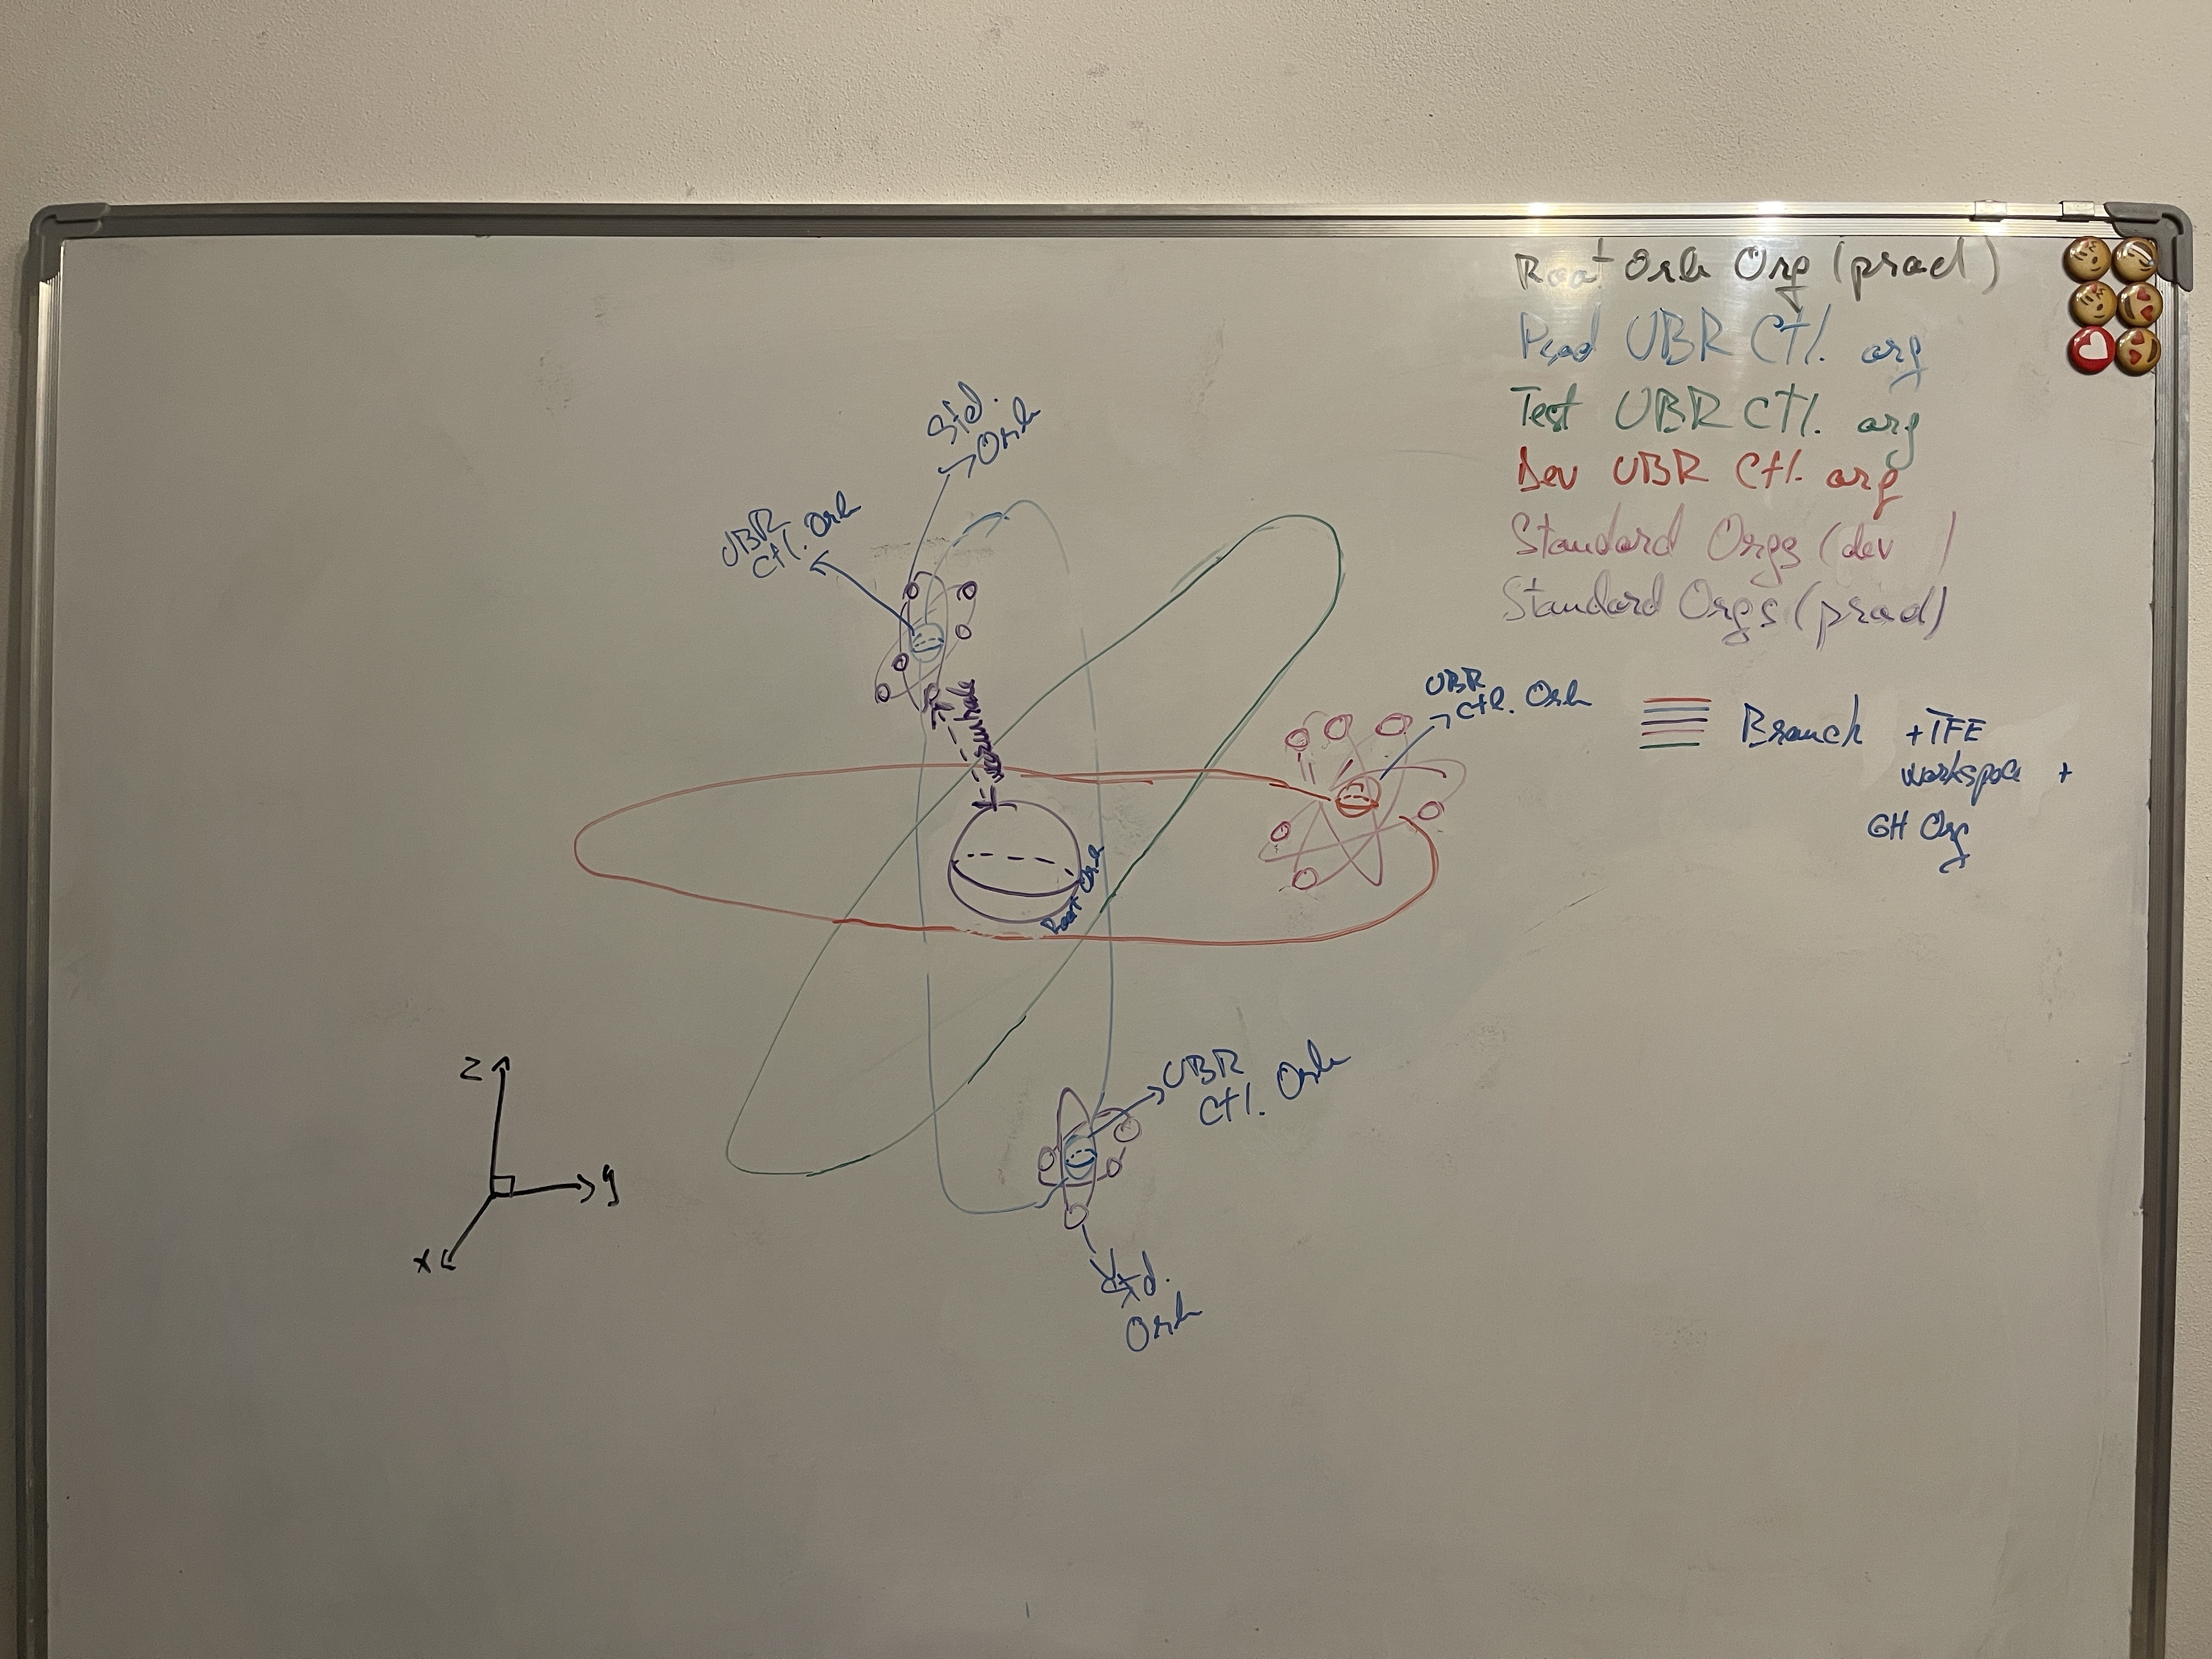 Root Orb Org (prod)
Prod UBR Ctl. org
Test UBR Ctl. org
Dev UBR Ctl. org
Standard Orgs (dev )
Standard Orgs (prod)
Std.
Orb
UBR
Ctl. Orb
wormhole
UBR
Ctl. Orb
Branch +TFE
workspace +
GH Org
Root Orb
UBR
Ctl. Orb
Std.
Orb
z
y
x